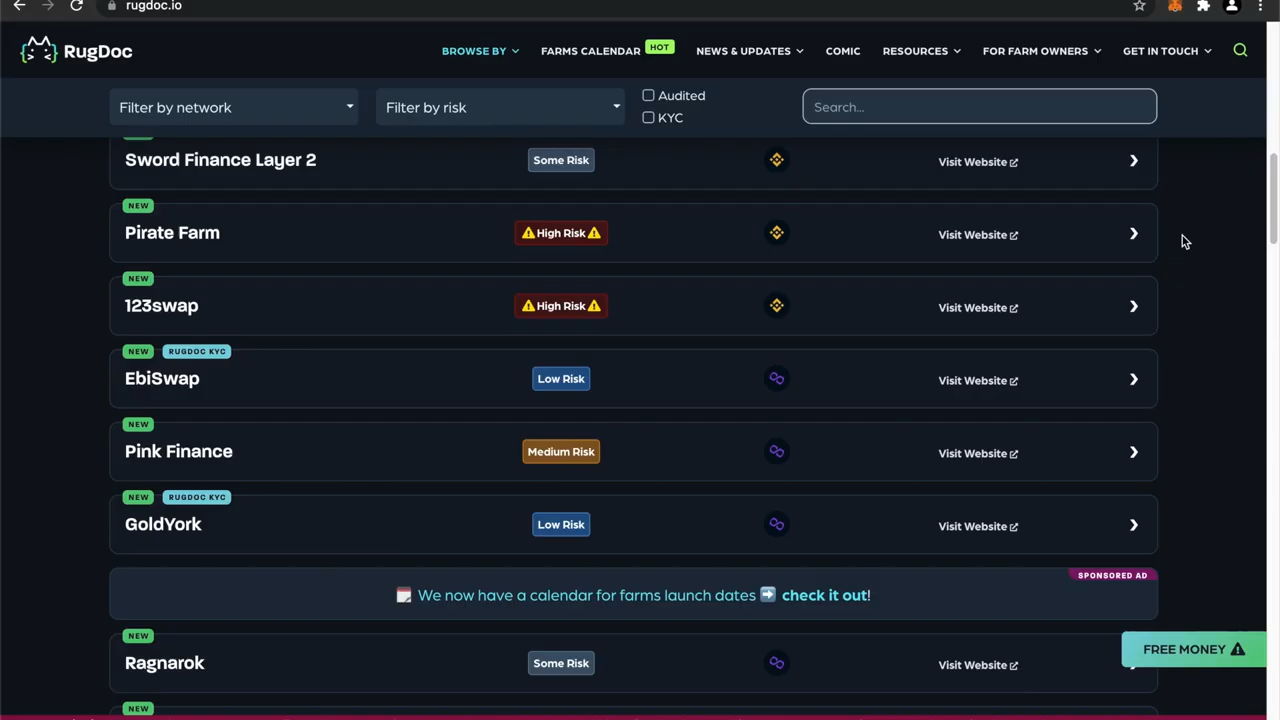 rugdoc.io
RugDoc
BROWSE BY
FARMS CALENDAR HOT
NEWS & UPDATES
COMIC
RESOURCES
FOR FARM OWNERS
GET IN TOUCH
Filter by network
Filter by risk
Audited
KYC
Search...
Sword Finance Layer 2 Some Risk Visit Website
NEW
Pirate Farm High Risk Visit Website
NEW
123swap High Risk Visit Website
NEW RUGDOC KYC
EbiSwap Low Risk Visit Website
NEW
Pink Finance Medium Risk Visit Website
NEW RUGDOC KYC
GoldYork Low Risk Visit Website
SPONSORED AD
We now have a calendar for farms launch dates ➡ check it out!
NEW
Ragnarok Some Risk Visit Website
FREE MONEY
NEW